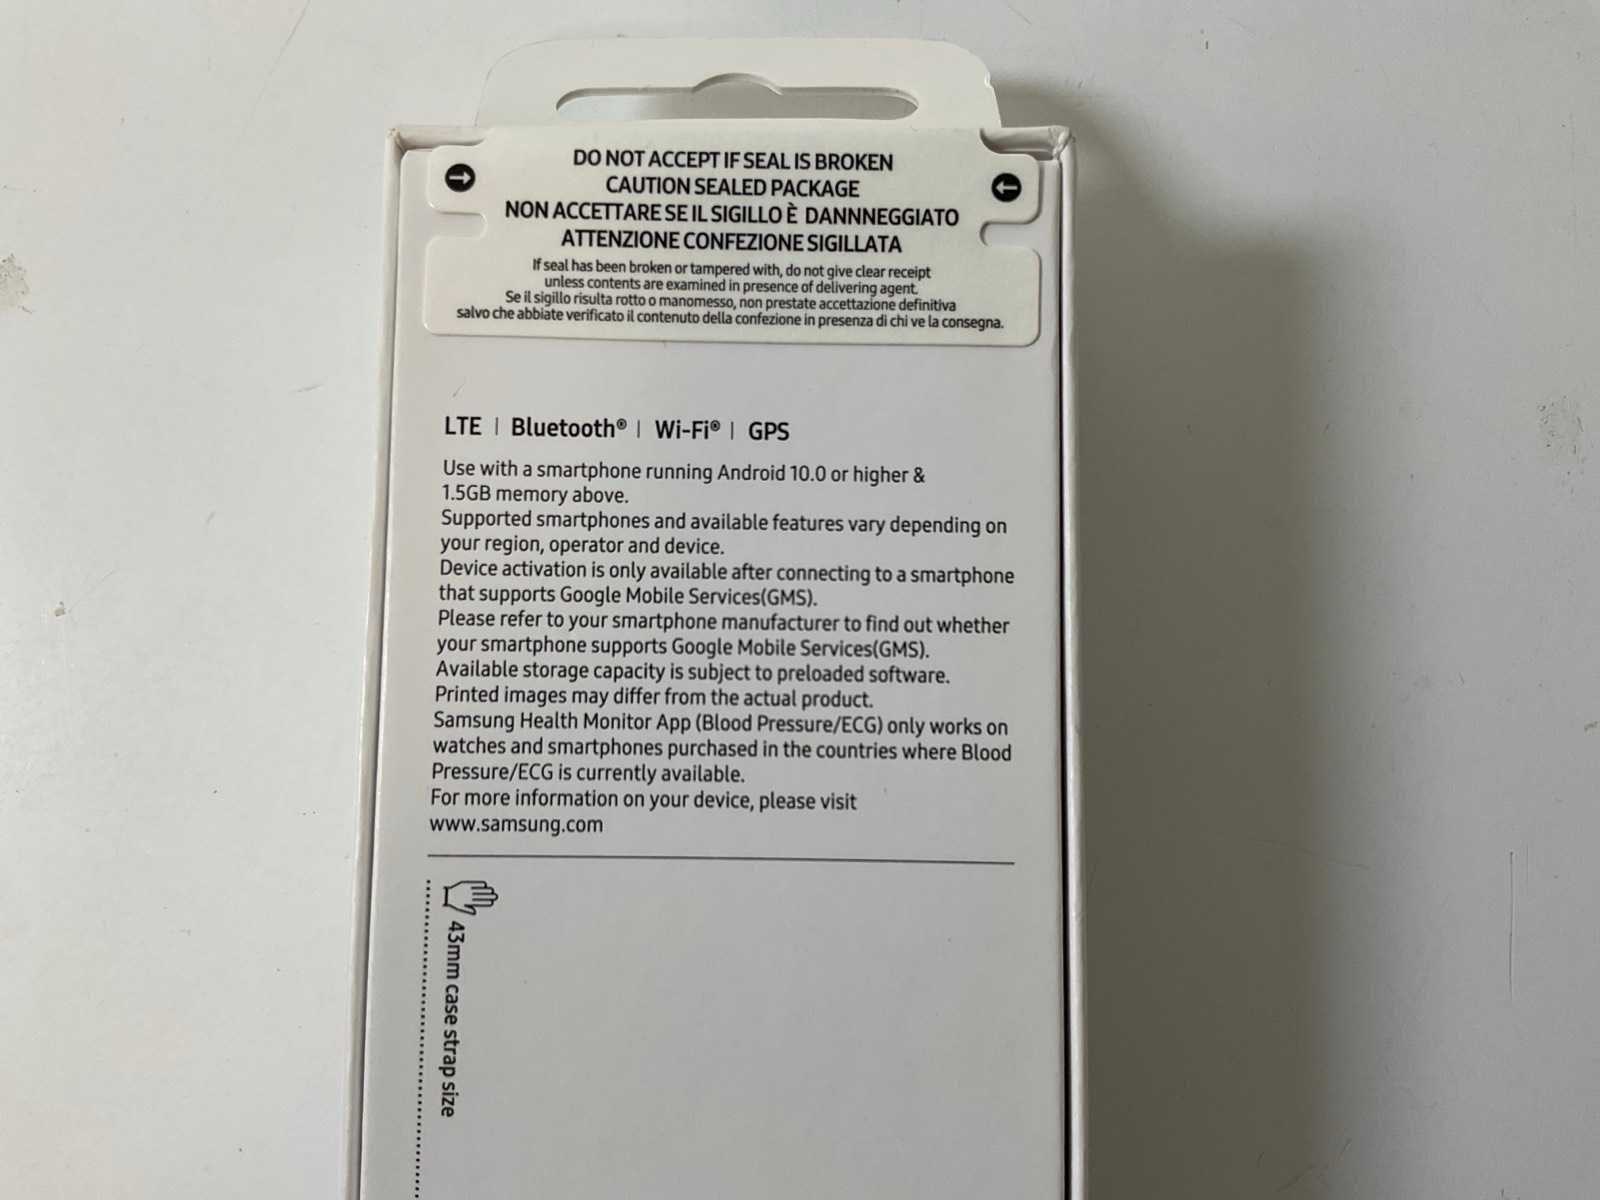 DO NOT ACCEPT IF SEAL IS BROKEN
CAUTION SEALED PACKAGE
NON ACCETTARE SE IL SIGILLO È DANNNEGGIATO
ATTENZIONE CONFEZIONE SIGILLATA
If seal has been broken or tampered with, do not give clear receipt
unless contents are examined in presence of delivering agent.
Se il sigillo risulta rotto o manomesso, non prestate accettazione definitiva
salvo che abbiate verificato il contenuto della confezione in presenza di chi ve la consegna.
LTE | Bluetooth® | Wi-Fi® | GPS
Use with a smartphone running Android 10.0 or higher &
1.5GB memory above.
Supported smartphones and available features vary depending on
your region, operator and device.
Device activation is only available after connecting to a smartphone
that supports Google Mobile Services(GMS).
Please refer to your smartphone manufacturer to find out whether
your smartphone supports Google Mobile Services(GMS).
Available storage capacity is subject to preloaded software.
Printed images may differ from the actual product.
Samsung Health Monitor App (Blood Pressure/ECG) only works on
watches and smartphones purchased in the countries where Blood
Pressure/ECG is currently available.
For more information on your device, please visit
www.samsung.com
43mm case strap size